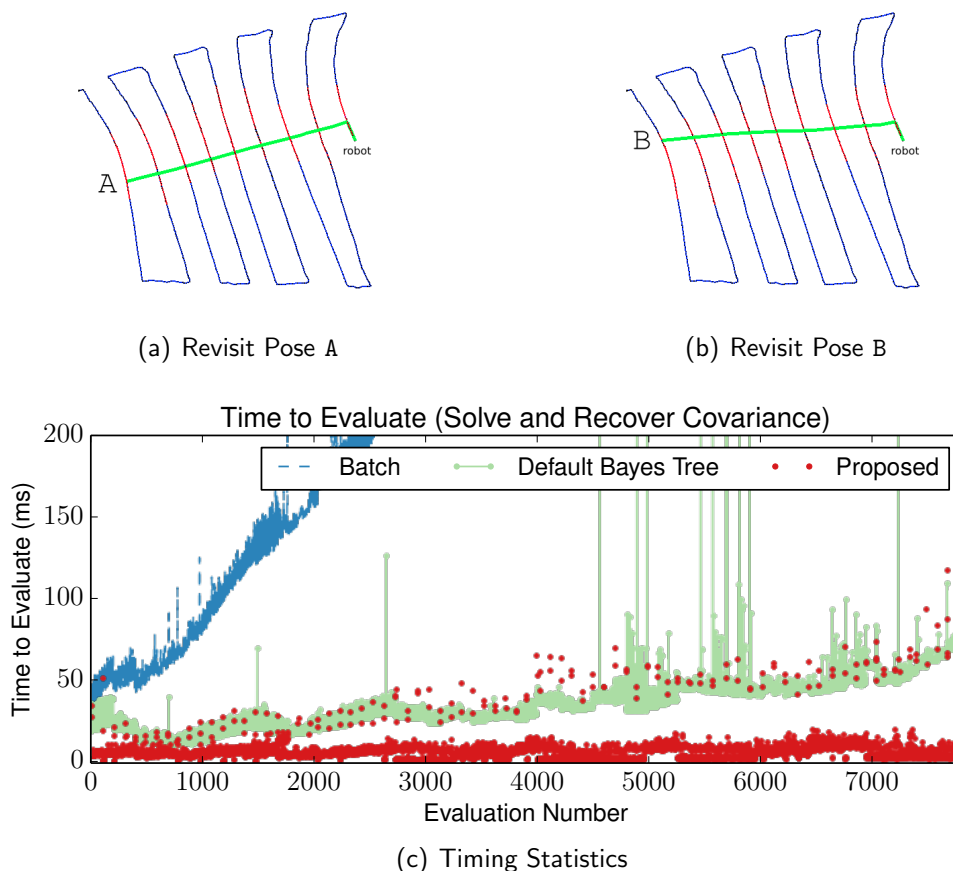 A
robot
B
robot
(a) Revisit Pose A
(b) Revisit Pose B
Time to Evaluate (Solve and Recover Covariance)
Batch
Default Bayes Tree
Proposed
Time to Evaluate (ms)
200
150
100
50
0
0 1000 2000 3000 4000 5000 6000 7000
Evaluation Number
(c) Timing Statistics